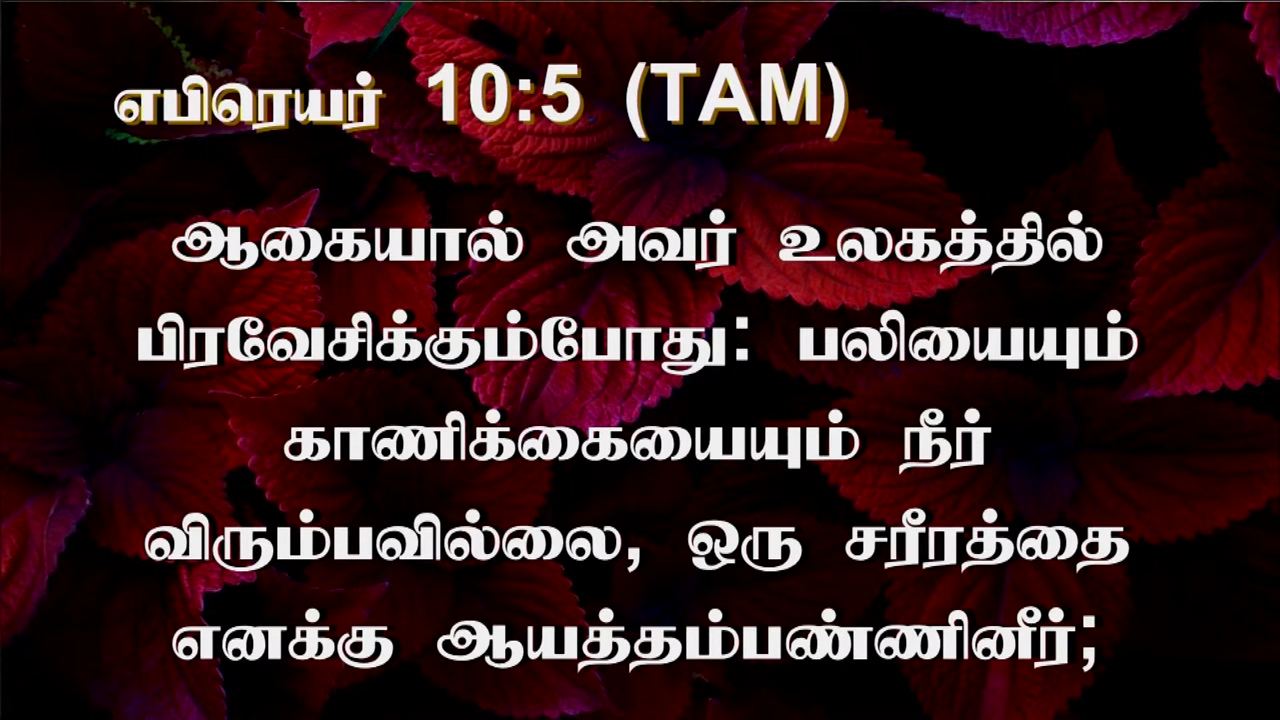 எபிரெயர் 10:5 (TAM)
ஆகையால் அவர் உலகத்தில்
பிரவேசிக்கும்போது: பலியையும்
காணிக்கையையும் நீர்
விரும்பவில்லை, ஒரு சரீரத்தை
எனக்கு ஆயத்தம்பண்ணினீர்;